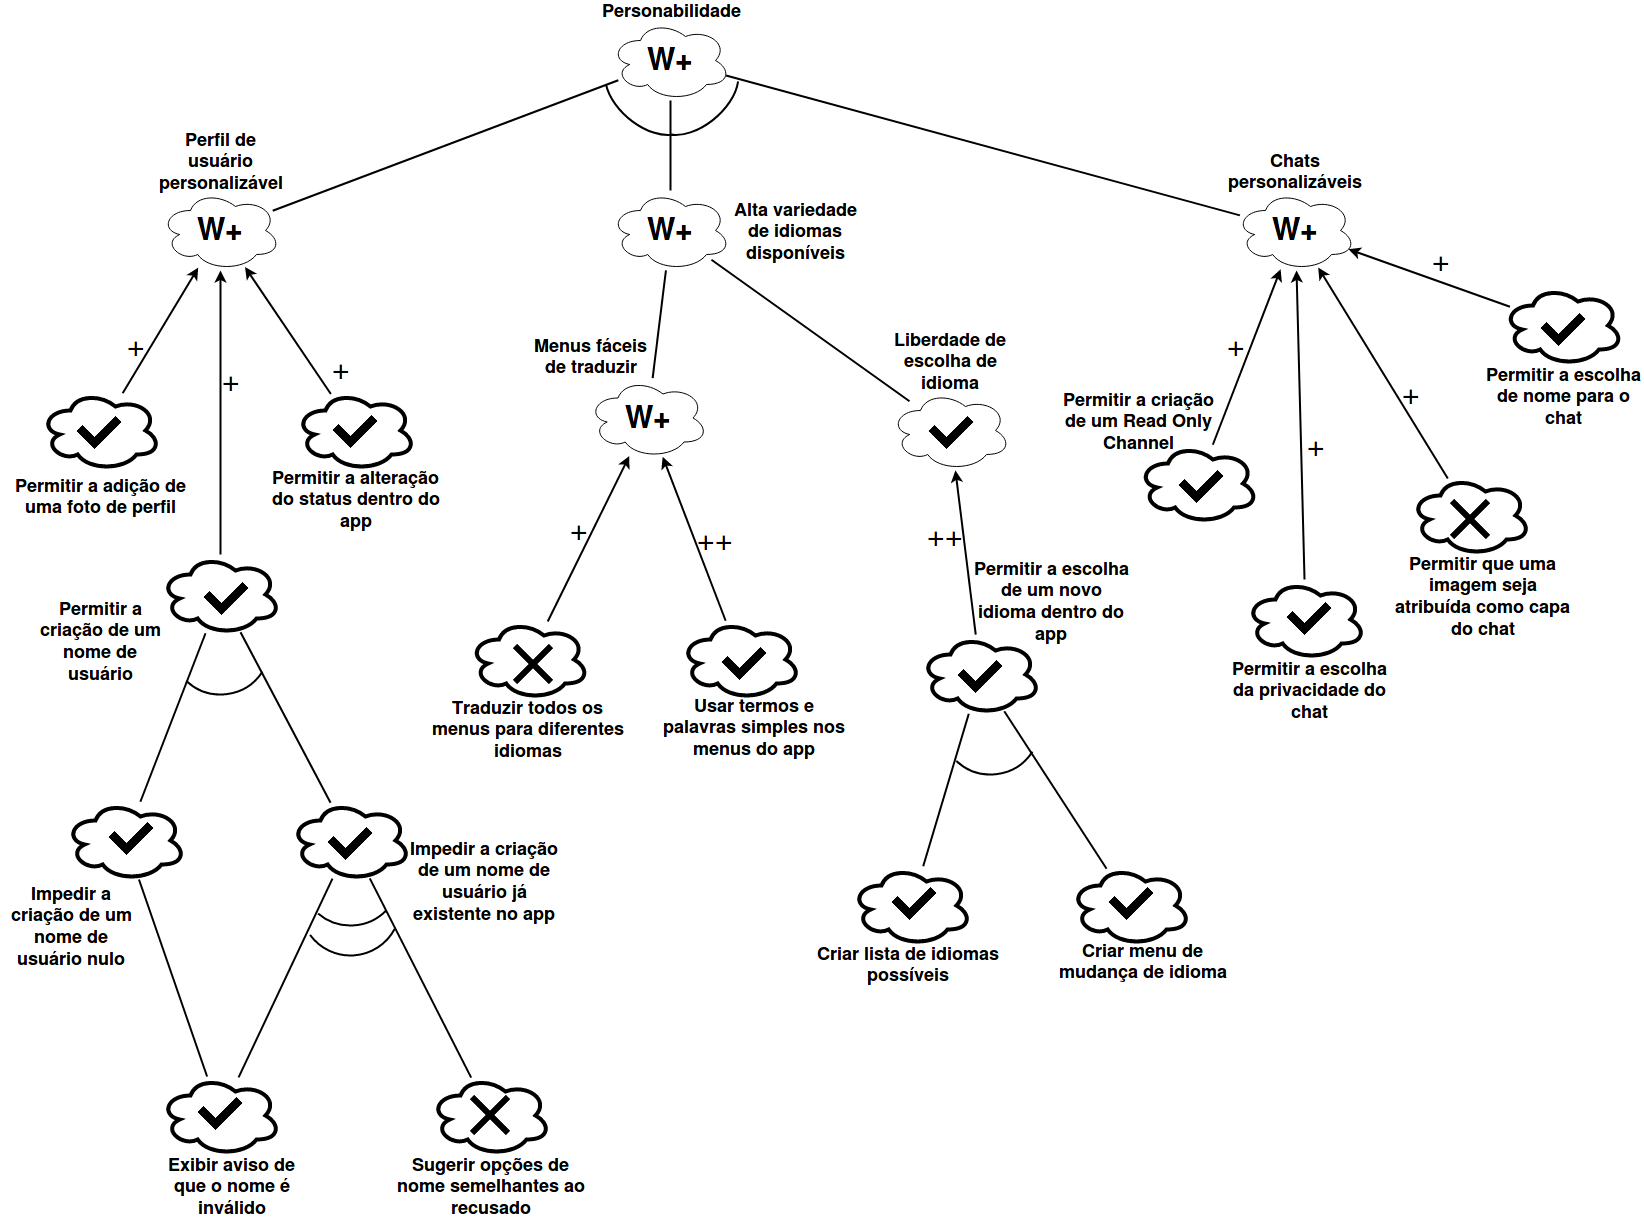 Personabilidade
W+
Perfil de
usuário
personalizável
W+
Alta variedade
de idiomas
disponíveis
W+
Chats
personalizáveis
W+
+
+
+
Permitir a adição de
uma foto de perfil
Permitir a alteração
do status dentro do
app
Menus fáceis
de traduzir
W+
Liberdade de
escolha de
idioma
+
+
+
+
Permitir a criação
de um Read Only
Channel
Permitir a escolha
de nome para o
chat
Permitir que uma
imagem seja
atribuída como capa
do chat
Permitir a escolha
da privacidade do
chat
+
++
++
Permitir a criação de um
nome de
usuário
Traduzir todos os
menus para diferentes
idiomas
Usar termos e
palavras simples nos
menus do app
Permitir a escolha
de um novo
idioma dentro do
app
Impedir a
criação de um
nome de
usuário nulo
Impedir a criação
de um nome de
usuário já
existente no app
Criar lista de idiomas
possíveis
Criar menu de
mudança de idioma
Exibir aviso de
que o nome é
inválido
Sugerir opções de
nome semelhantes ao
recusado